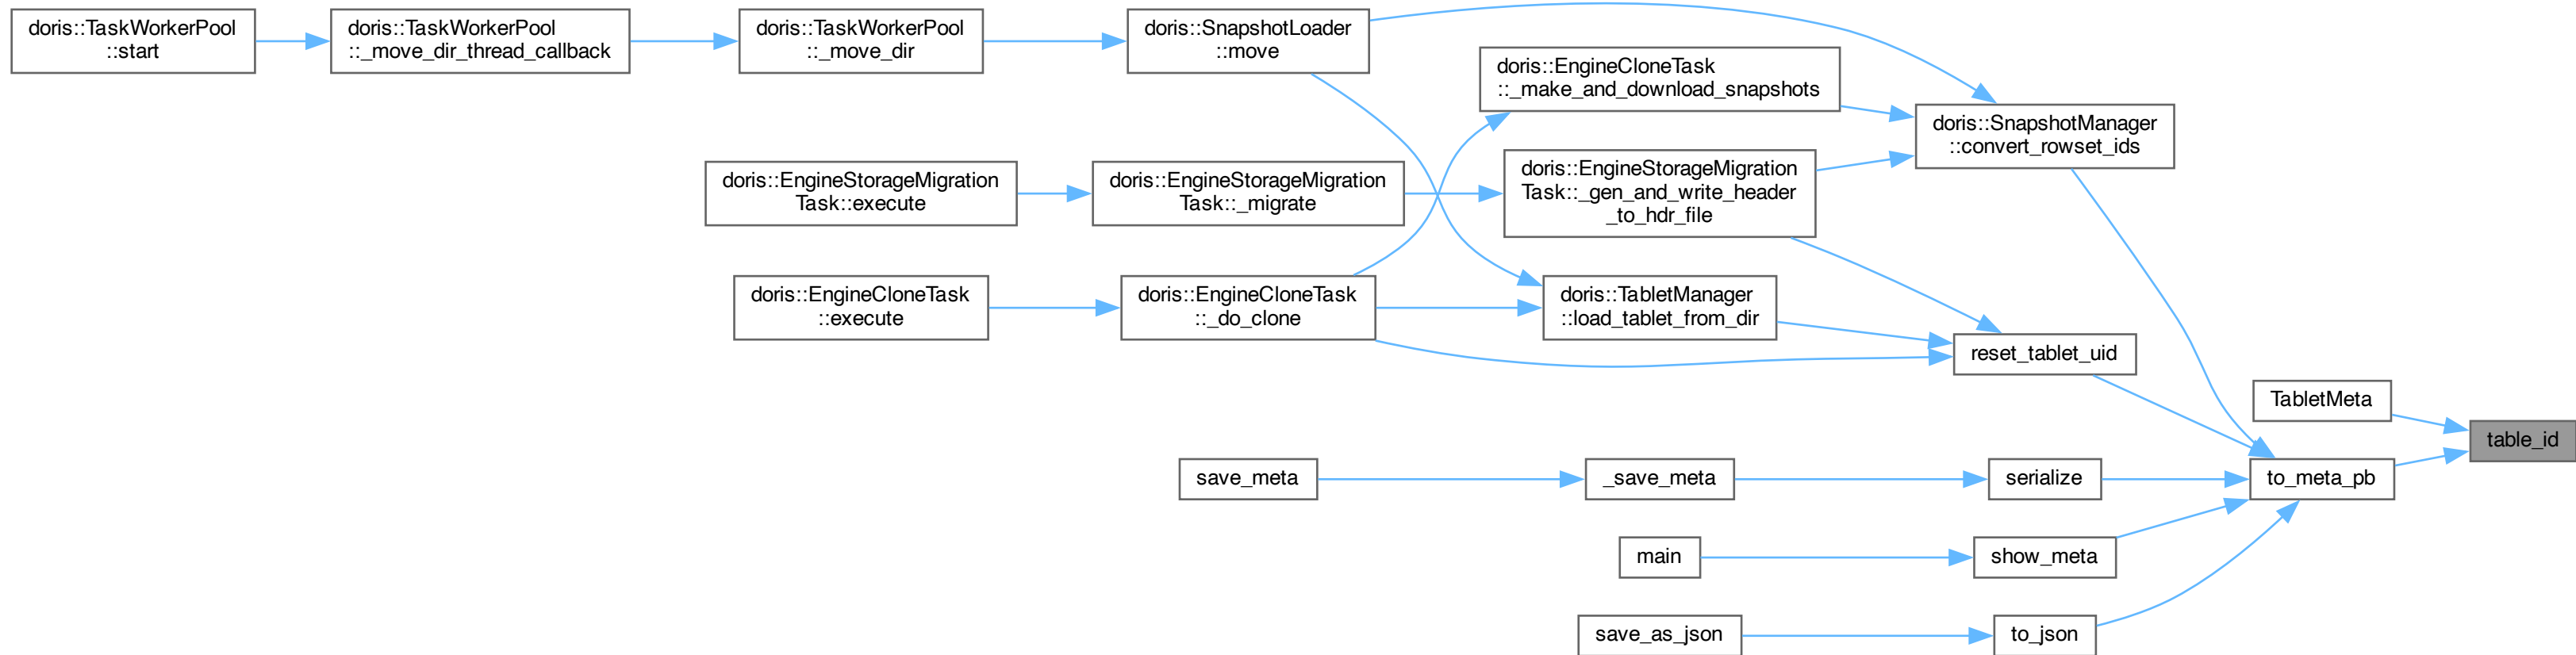 doris::TaskWorkerPool
::start
doris::TaskWorkerPool
::_move_dir_thread_callback
doris::TaskWorkerPool
::_move_dir
doris::SnapshotLoader
::move
doris::EngineCloneTask
::_make_and_download_snapshots
doris::SnapshotManager
::convert_rowset_ids
doris::EngineStorageMigration
Task::execute
doris::EngineStorageMigration
Task::_migrate
doris::EngineStorageMigration
Task::_gen_and_write_header
_to_hdr_file
doris::EngineCloneTask
::execute
doris::EngineCloneTask
::_do_clone
doris::TabletManager
::load_tablet_from_dir
reset_tablet_uid
TabletMeta
table_id
save_meta
_save_meta
serialize
to_meta_pb
main
show_meta
save_as_json
to_json